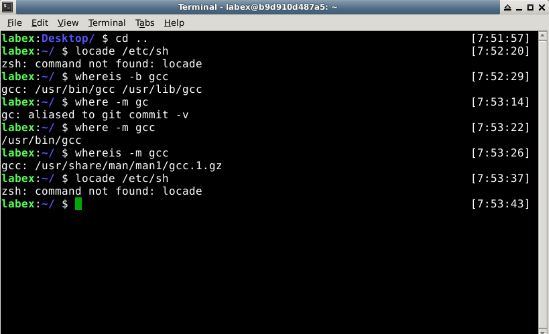 Terminal - labex@b9d910d487a5: ~
File Edit View Terminal Tabs Help
labex:Desktop/ $ cd .. [7:51:57]
labex:~/ $ locade /etc/sh [7:52:20]
zsh: command not found: locade
labex:~/ $ whereis -b gcc [7:52:29]
gcc: /usr/bin/gcc /usr/lib/gcc
labex:~/ $ where -m gc [7:53:14]
gc: aliased to git commit -v
labex:~/ $ where -m gcc [7:53:22]
/usr/bin/gcc
labex:~/ $ whereis -m gcc [7:53:26]
gcc: /usr/share/man/man1/gcc.1.gz
labex:~/ $ locade /etc/sh [7:53:37]
zsh: command not found: locade
labex:~/ $ [7:53:43]